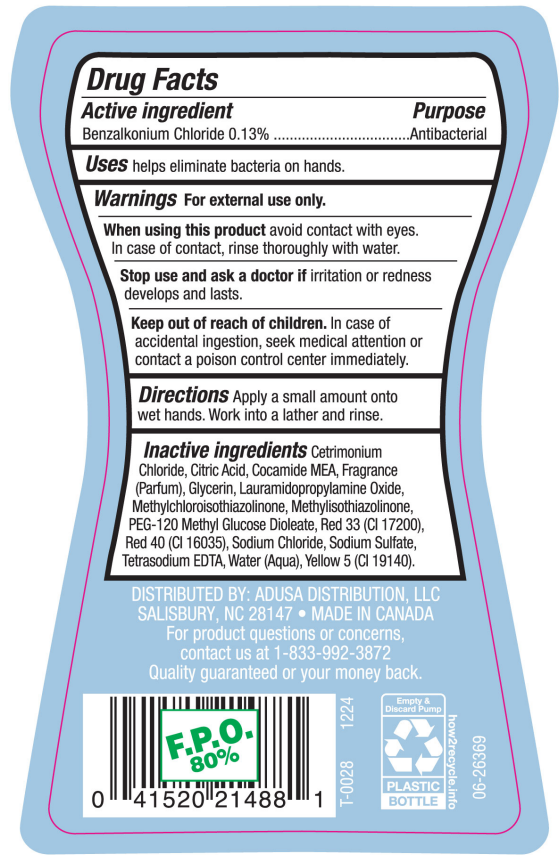 Drug Facts
Active ingredient Purpose
Benzalkonium Chloride 0.13% ..................................Antibacterial
Uses helps eliminate bacteria on hands.
Warnings For external use only.
When using this product avoid contact with eyes.
In case of contact, rinse thoroughly with water.
Stop use and ask a doctor if irritation or redness
develops and lasts.
Keep out of reach of children. In case of
accidental ingestion, seek medical attention or
contact a poison control center immediately.
Directions Apply a small amount onto
wet hands. Work into a lather and rinse.
Inactive ingredients Cetrimonium
Chloride, Citric Acid, Cocamide MEA, Fragrance
(Parfum), Glycerin, Lauramidopropylamine Oxide,
Methylchloroisothiazolinone, Methylisothiazolinone,
PEG-120 Methyl Glucose Dioleate, Red 33 (CI 17200),
Red 40 (CI 16035), Sodium Chloride, Sodium Sulfate,
Tetrasodium EDTA, Water (Aqua), Yellow 5 (CI 19140).
DISTRIBUTED BY: ADUSA DISTRIBUTION, LLC
SALISBURY, NC 28147 • MADE IN CANADA
For product questions or concerns,
contact us at 1-833-992-3872
Quality guaranteed or your money back.
F.P.O.
80%
0 41520 21488 1
T-0028 1224
Empty &
Discard Pump
PLASTIC
BOTTLE
how2recycle.info
06-26369